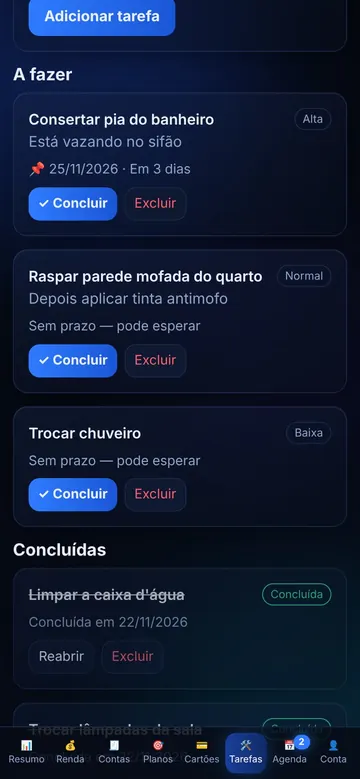 Adicionar tarefa
A fazer
Consertar pia do banheiro
Alta
Está vazando no sifão
📌 25/11/2026 · Em 3 dias
✓ Concluir
Excluir
Raspar parede mofada do quarto
Normal
Depois aplicar tinta antimofo
Sem prazo — pode esperar
✓ Concluir
Excluir
Trocar chuveiro
Baixa
Sem prazo — pode esperar
✓ Concluir
Excluir
Concluídas
Limpar a caixa d'água
Concluída
Concluída em 22/11/2026
Reabrir
Excluir
Trocar lâmpadas da sala
Concluída
2
Resumo
Renda
Contas
Planos
Cartões
Tarefas
Agenda
Conta